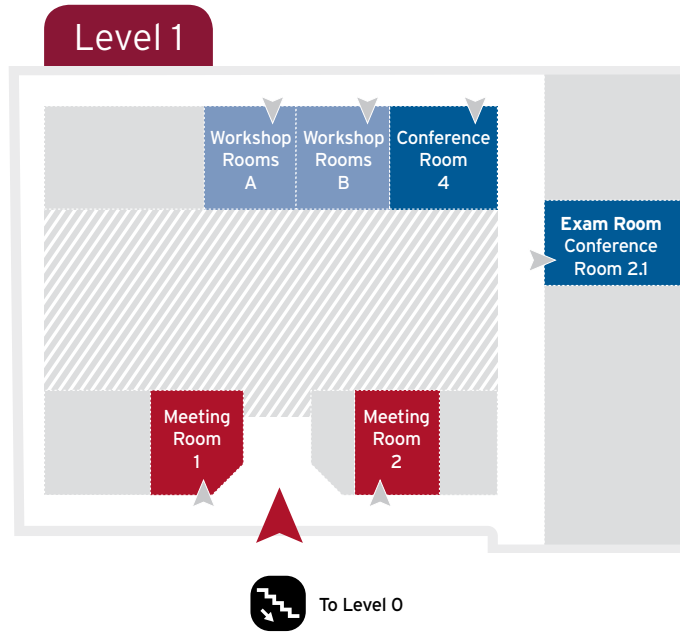 Level 1
Workshop
Rooms
A
Workshop
Rooms
B
Conference
Room
4
Exam Room
Conference
Room 2.1
Meeting
Room
1
Meeting
Room
2
To Level 0